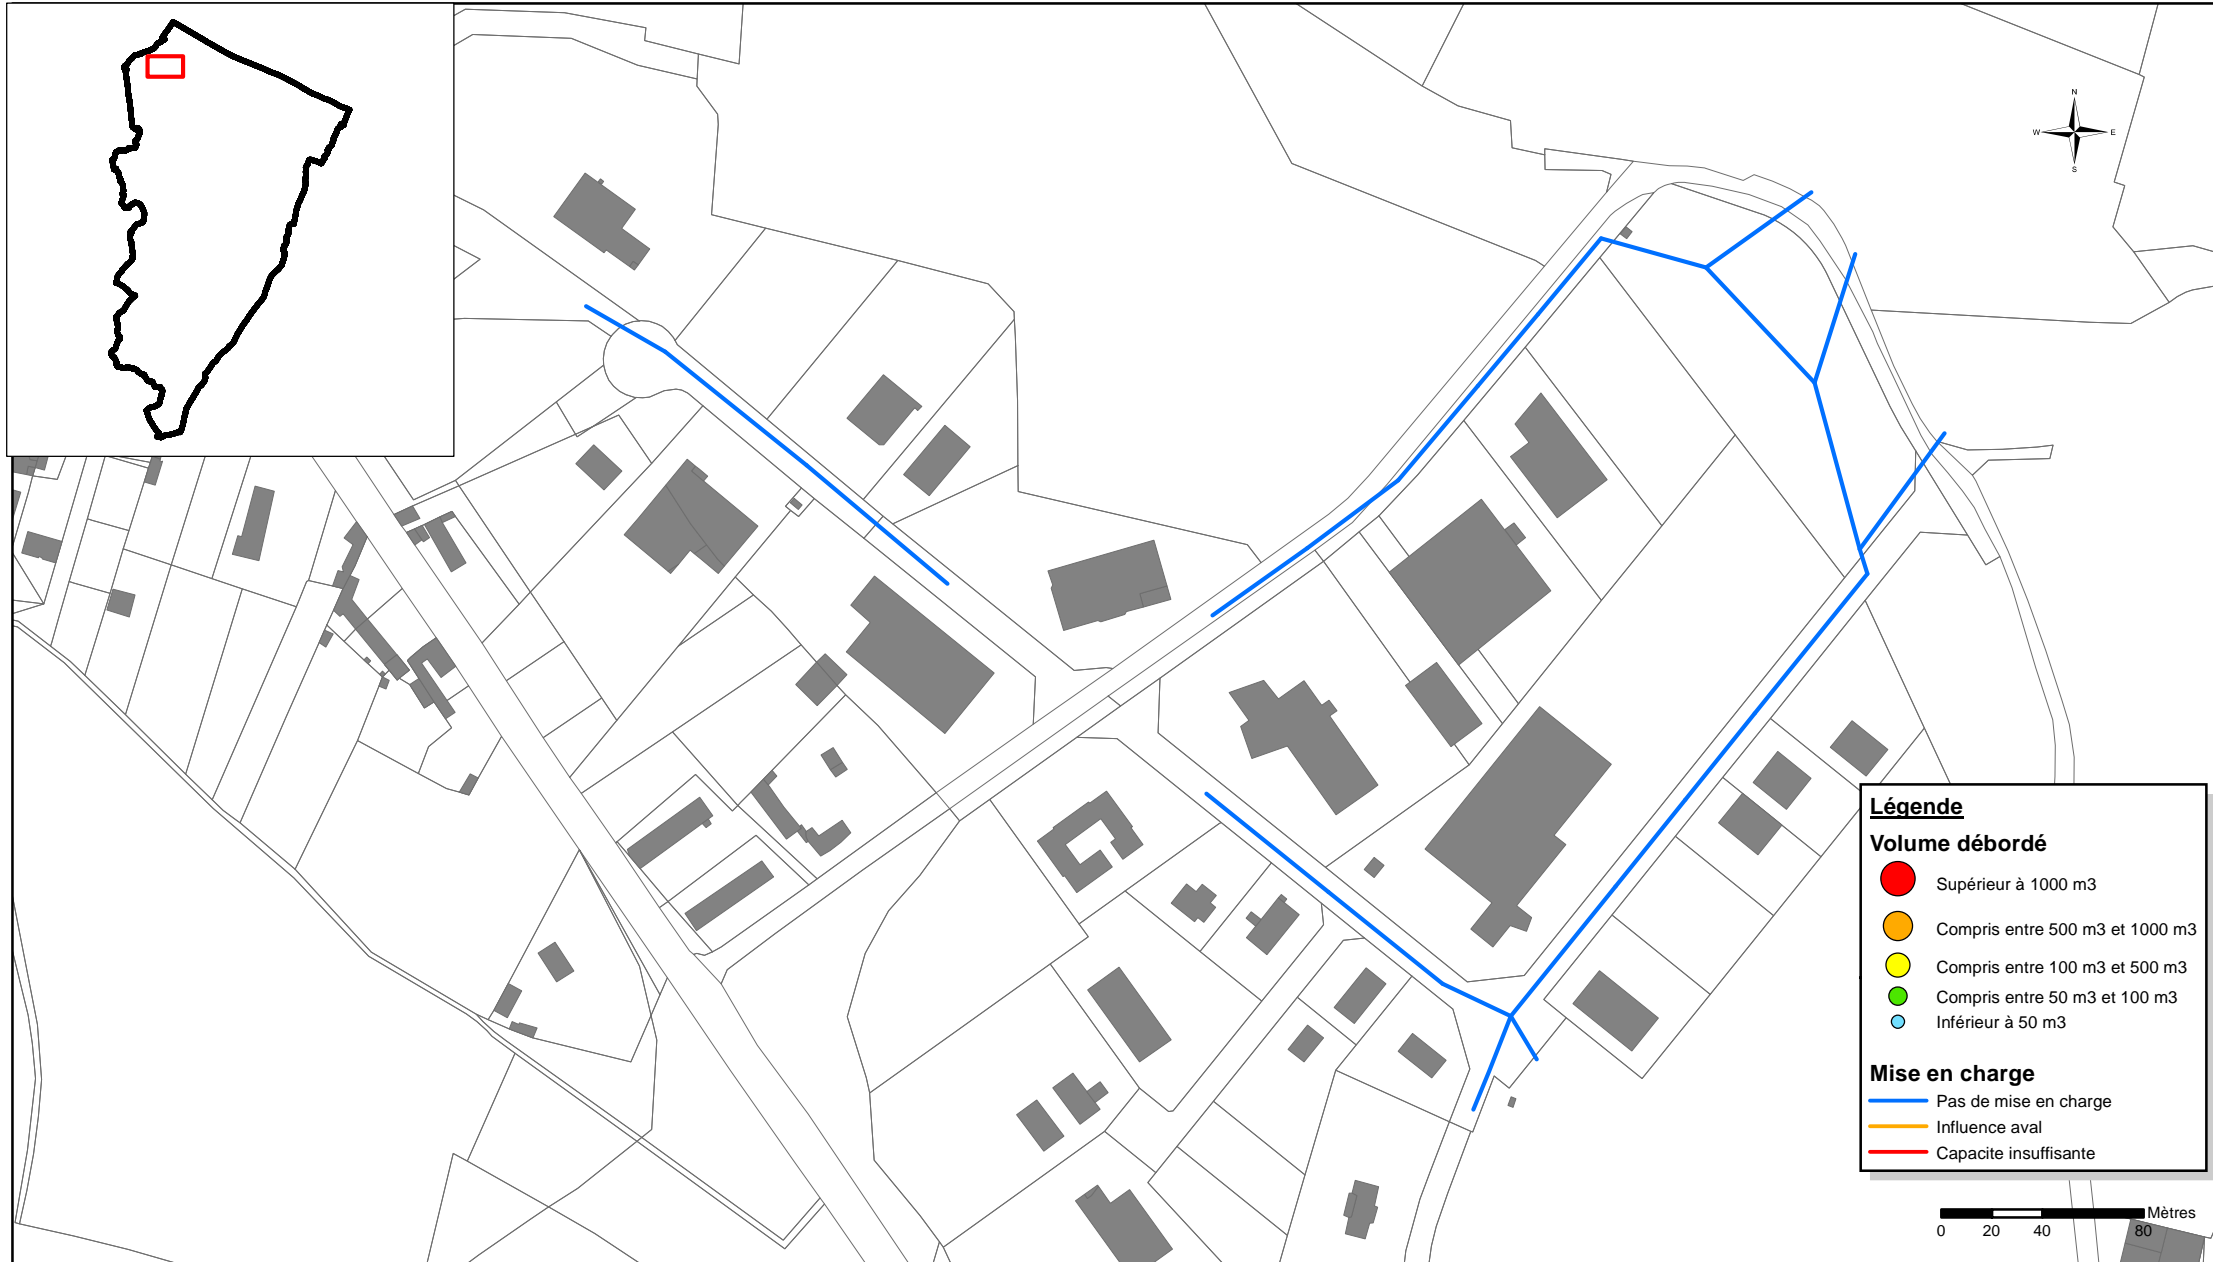 N
W E
S
Légende
Volume débordé
Supérieur à 1000 m3
Compris entre 500 m3 et 1000 m3
Compris entre 100 m3 et 500 m3
Compris entre 50 m3 et 100 m3
Inférieur à 50 m3
Mise en charge
Pas de mise en charge
Influence aval
Capacite insuffisante
Mètres
0 20 40 80